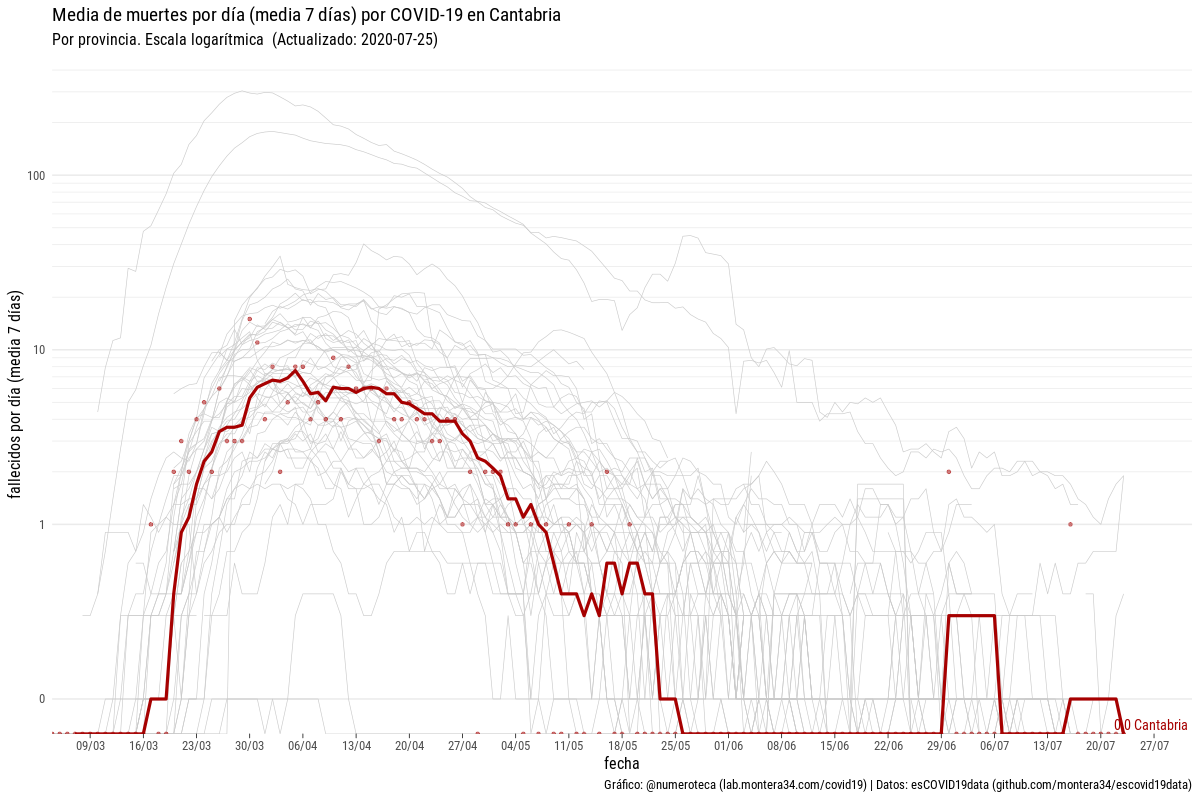 Media de muertes por día (media 7 días) por COVID-19 en Cantabria
Por provincia. Escala logarítmica  (Actualizado: 2020-07-25)
fallecidos por día (media 7 días)
100
10
1
0
0.0 Cantabria
09/03 16/03 23/03 30/03 06/04 13/04 20/04 27/04 04/05 11/05 18/05 25/05 01/06 08/06 15/06 22/06 29/06 06/07 13/07 20/07 27/07
fecha
Gráfico: @numeroteca (lab.montera34.com/covid19) | Datos: esCOVID19data (github.com/montera34/escovid19data)